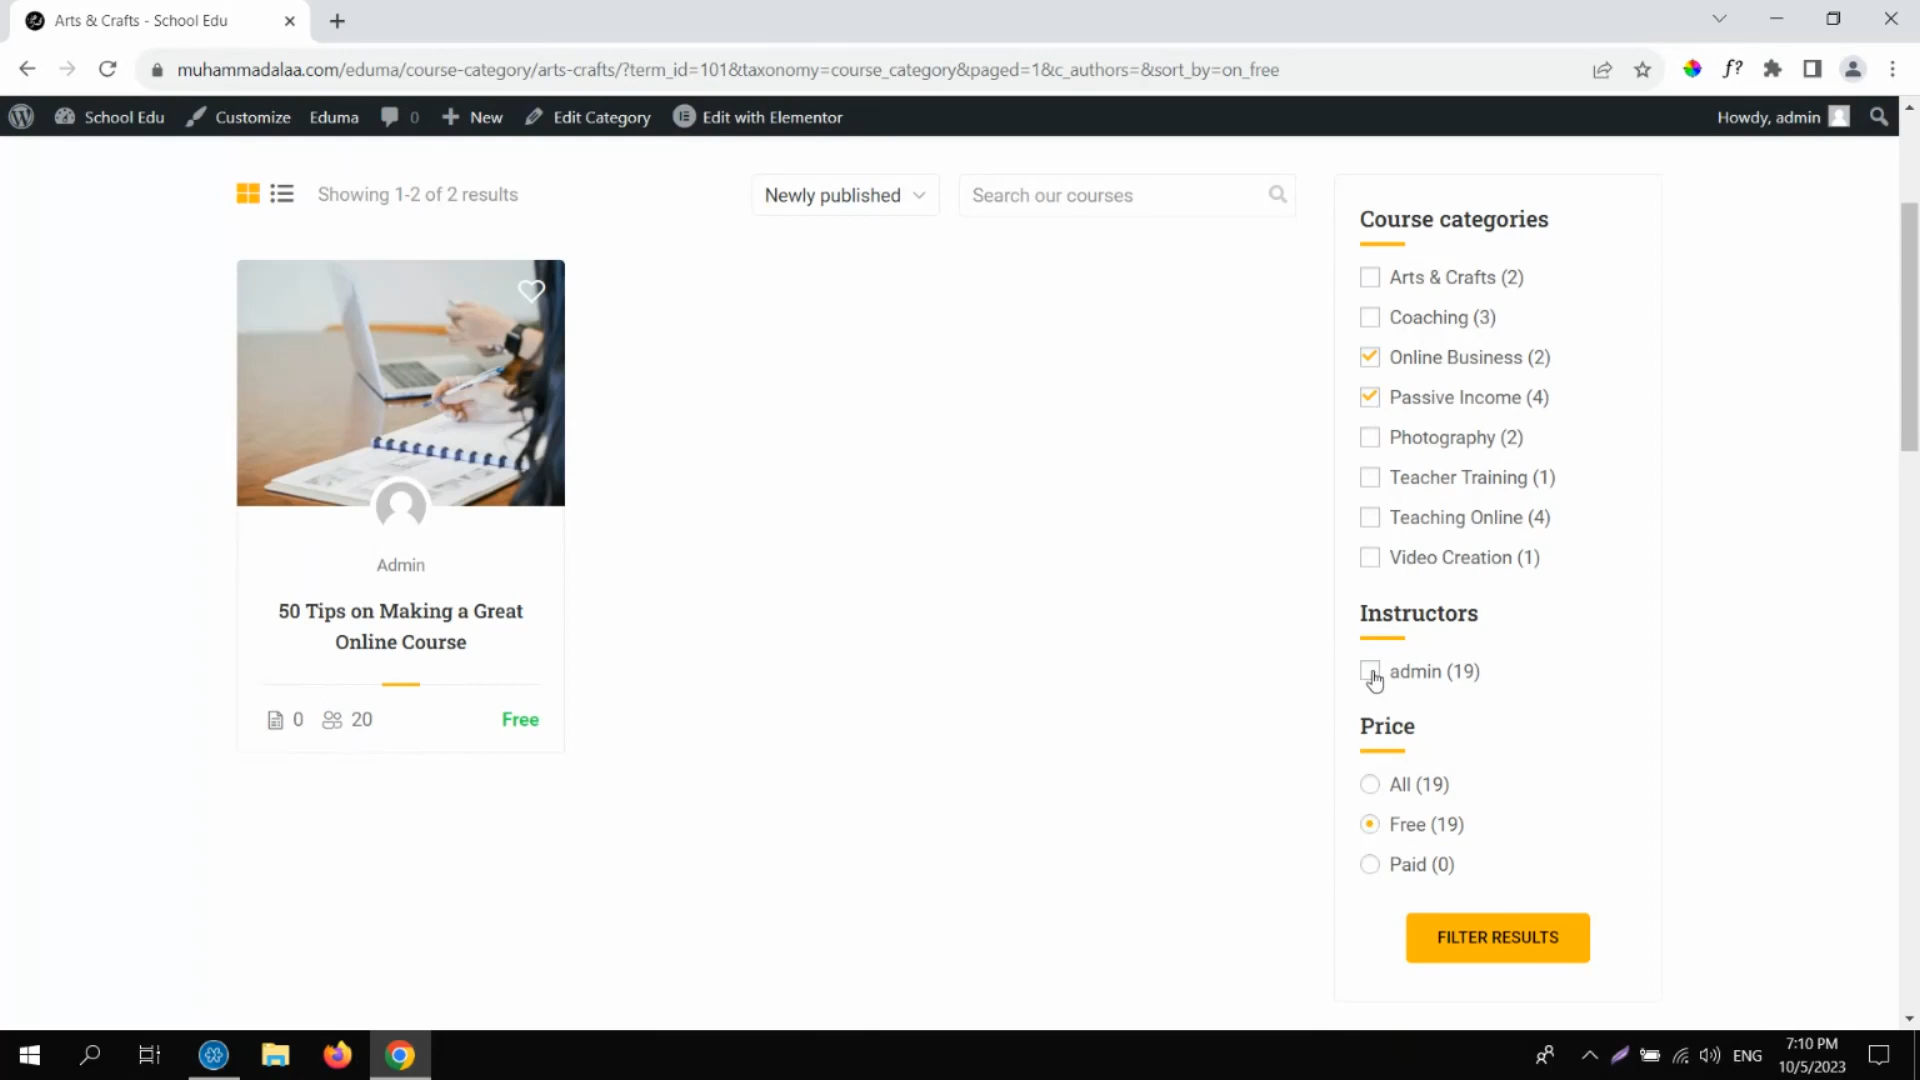 Arts & Crafts - School Edu
muhammadalaa.com/eduma/course-category/arts-crafts/?term_id=101&taxonomy=course_category&paged=1&c_authors=&sort_by=on_free
f?
School Edu Customize Eduma 0 New Edit Category Edit with Elementor Howdy, admin
Showing 1-2 of 2 results Newly published Search our courses
Admin
50 Tips on Making a Great
Online Course
0 20 Free
Course categories
Arts & Crafts (2)
Coaching (3)
Online Business (2)
Passive Income (4)
Photography (2)
Teacher Training (1)
Teaching Online (4)
Video Creation (1)
Instructors
admin (19)
Price
All (19)
Free (19)
Paid (0)
FILTER RESULTS
ENG
7:10 PM
10/5/2023